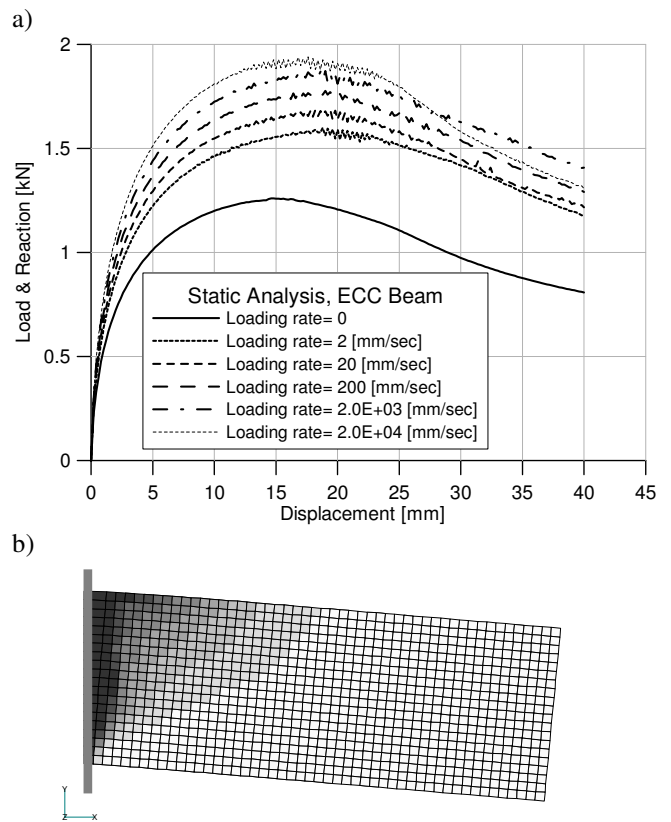 a)
2
1.5
1
0.5
0
Load & Reaction [kN]
Static Analysis, ECC Beam
Loading rate= 0
Loading rate= 2 [mm/sec]
Loading rate= 20 [mm/sec]
Loading rate= 200 [mm/sec]
Loading rate= 2.0E+03 [mm/sec]
Loading rate= 2.0E+04 [mm/sec]
0 5 10 15 20 25 30 35 40 45
Displacement [mm]
b)
Y
Z X